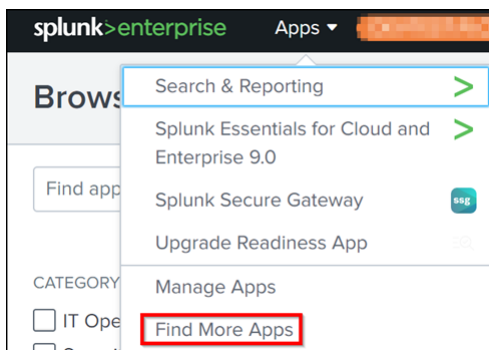 splunk>enterprise Apps
Brows
Search & Reporting
Splunk Essentials for Cloud and
Enterprise 9.0
Find app
Splunk Secure Gateway
ssg
Upgrade Readiness App
CATEGORY
Manage Apps
IT Ope
Find More Apps